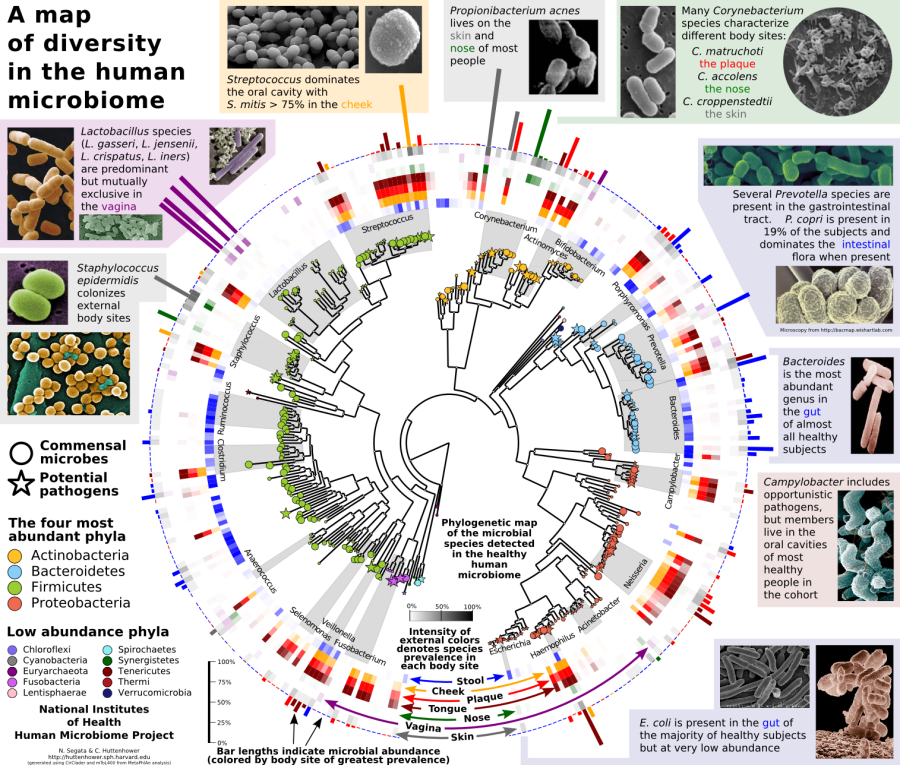 A map
of diversity
in the human
microbiome
Streptococcus dominates
the oral cavity with
S. mitis > 75% in the cheek
Propionibacterium acnes
lives on the
skin and
nose of most
people
Many Corynebacterium
species characterize
different body sites:
C. matruchoti
the plaque
C. accolens
the nose
C. croppenstedtii
the skin
Lactobacillus species
(L. gasseri, L. jensenii,
L. crispatus, L. iners)
are predominant
but mutually
exclusive in
the vagina
Several Prevotella species are
present in the gastrointestinal
tract. P. copri is present in
19% of the subjects and
dominates the intestinal
flora when present
Microscopy from http://bacmap.wishartlab.com
Staphylococcus
epidermidis
colonizes
external
body sites
Bacteroides
is the most
abundant
genus in
the gut
of almost
all healthy
subjects
Campylobacter includes
opportunistic
pathogens,
but members
live in the
oral cavities
of most
healthy
people in
the cohort
E. coli is present in the gut of
the majority of healthy subjects
but at very low abundance
Streptococcus
Corynebacterium
Actinomyces
Bifidobacterium
Porphyromonas
Prevotella
Bacteroides
Campylobacter
Neisseria
Acinetobacter
Haemophilus
Escherichia
Fusobacterium
Veillonella
Selenomonas
Anaerococcus
Clostridium
Ruminococcus
Staphylococcus
Lactobacillus
Commensal
microbes
Potential
pathogens
The four most
abundant phyla
Actinobacteria
Bacteroidetes
Firmicutes
Proteobacteria
Low abundance phyla
Chloroflexi
Cyanobacteria
Euryarchaeota
Fusobacteria
Lentisphaerae
Spirochaetes
Synergistetes
Tenericutes
Thermi
Verrucomicrobia
National Institutes
of Health
Human Microbiome Project
N. Segata & C. Huttenhower
http://huttenhower.sph.harvard.edu
Phylogenetic map
of the microbial
species detected
in the healthy
human
microbiome
0% 50% 100%
Intensity of
external colors
denotes species
prevalence in
each body site
Stool
Cheek
Plaque
Tongue
Nose
Vagina
Skin
100%
75%
50%
25%
0%
Bar lengths indicate microbial abundance
(colored by body site of greatest prevalence)